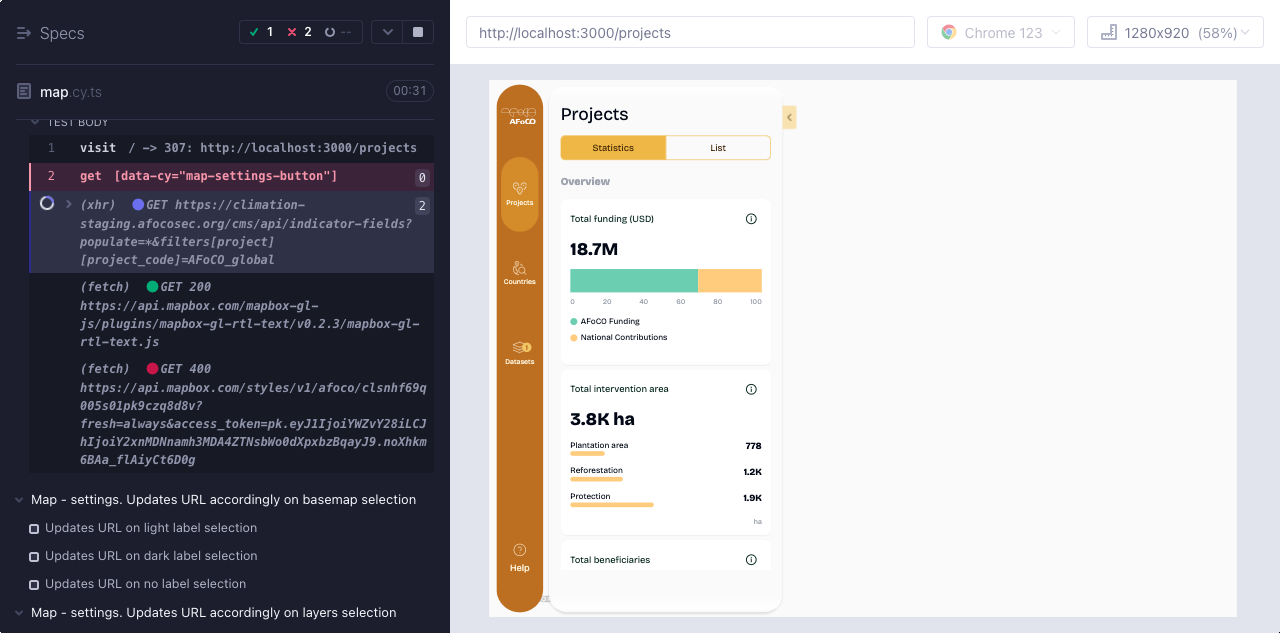 Specs
1 2 --
http://localhost:3000/projects
Chrome 123
1280x920 (58%)
map.cy.ts
00:31
TEST BODY
1 visit / -> 307: http://localhost:3000/projects
2 get [data-cy="map-settings-button"] 0
(xhr) GET https://climation-
staging.afocosec.org/cms/api/indicator-fields?
populate=*&filters[project]
[project_code]=AFoCO_global
2
(fetch) GET 200
https://api.mapbox.com/mapbox-gl-
js/plugins/mapbox-gl-rtl-text/v0.2.3/mapbox-gl-
rtl-text.js
(fetch) GET 400
https://api.mapbox.com/styles/v1/afoco/clsnhf69q
005s01pk9czq8d8v?
fresh=always&access_token=pk.eyJ1IjoiYWZvY28iLCJ
hIjoiY2xnMDNnamh3MDA4ZTNsbWo0dXpxbzBqayJ9.noXhkm
6BAa_flAiyCt6D0g
Map - settings. Updates URL accordingly on basemap selection
Updates URL on light label selection
Updates URL on dark label selection
Updates URL on no label selection
Map - settings. Updates URL accordingly on layers selection
AFoCO
Projects
Countries
Datasets
1
Help
Projects
Statistics
List
Overview
Total funding (USD)
18.7M
0 20 40 60 80 100
AFoCO Funding
National Contributions
Total intervention area
3.8K ha
Plantation area 778
Reforestation 1.2K
Protection 1.9K
ha
Total beneficiaries